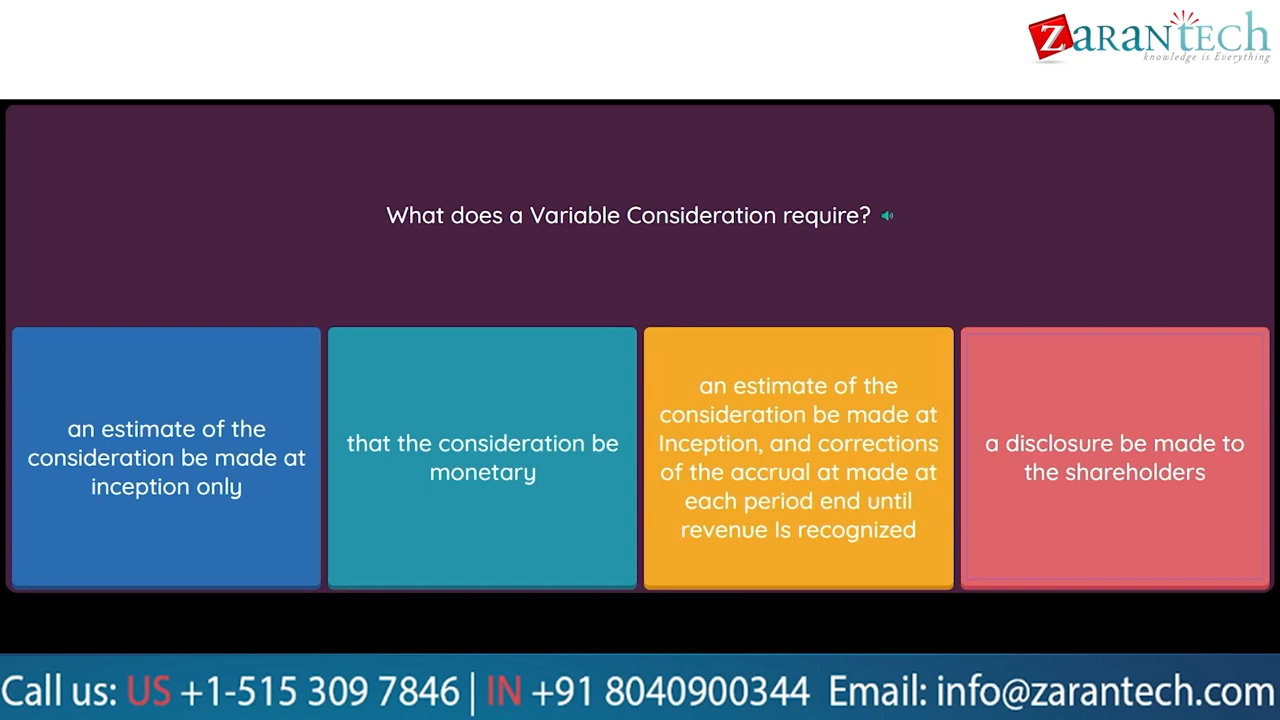 ZARANTECH
knowledge is Everything
What does a Variable Consideration require?
an estimate of the
consideration be made at
inception only
that the consideration be
monetary
an estimate of the
consideration be made at
Inception, and corrections
of the accrual at made at
each period end until
revenue Is recognized
a disclosure be made to
the shareholders
Call us: US +1-515 309 7846 | IN +91 8040900344 Email: info@zarantech.com